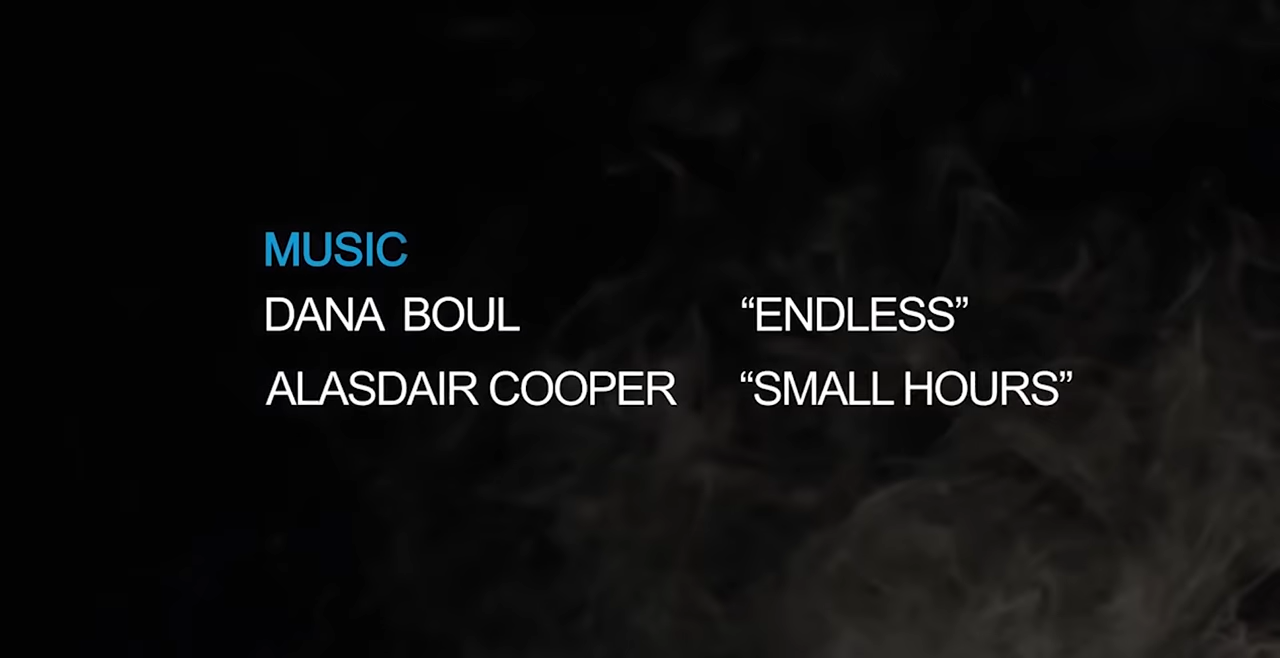 MUSIC
DANA BOUL “ENDLESS”
ALASDAIR COOPER “SMALL HOURS”